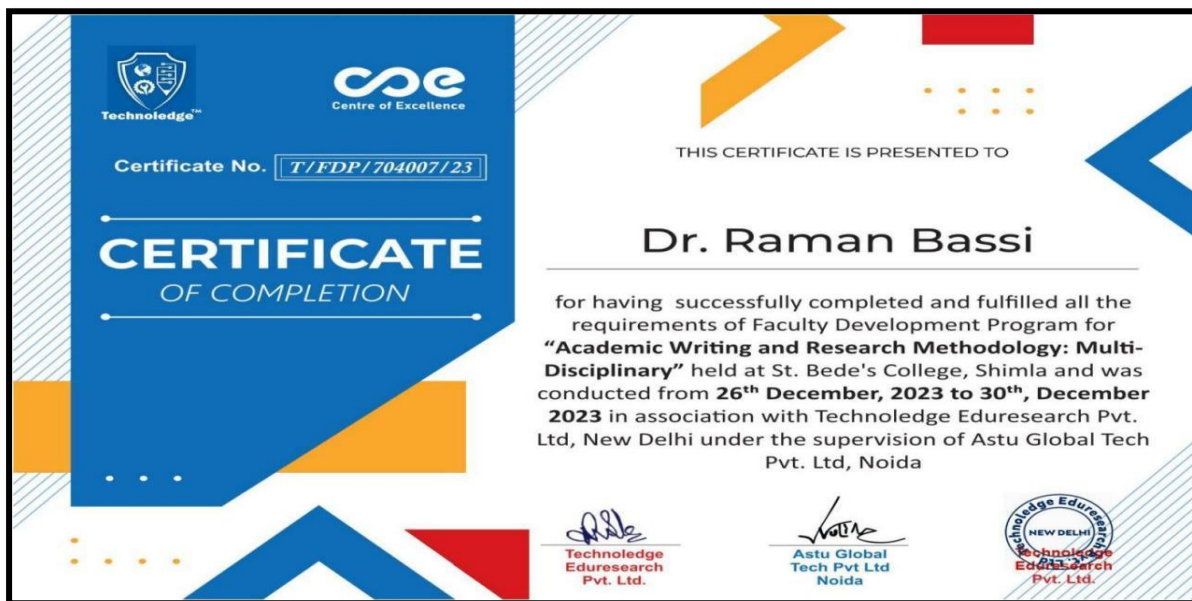 Technoledge™
coe
Centre of Excellence
Certificate No. T/FDP/704007/23
CERTIFICATE
OF COMPLETION
THIS CERTIFICATE IS PRESENTED TO
Dr. Raman Bassi
for having successfully completed and fulfilled all the
requirements of Faculty Development Program for
“Academic Writing and Research Methodology: Multi-
Disciplinary” held at St. Bede's College, Shimla and was
conducted from 26th December, 2023 to 30th, December
2023 in association with Technoledge Eduresearch Pvt.
Ltd, New Delhi under the supervision of Astu Global Tech
Pvt. Ltd, Noida
Technoledge
Eduresearch
Pvt. Ltd.
Astu Global
Tech Pvt Ltd
Noida
Technoledge Eduresearch
NEW DELHI
Technoledge
Eduresearch
Pvt. Ltd.